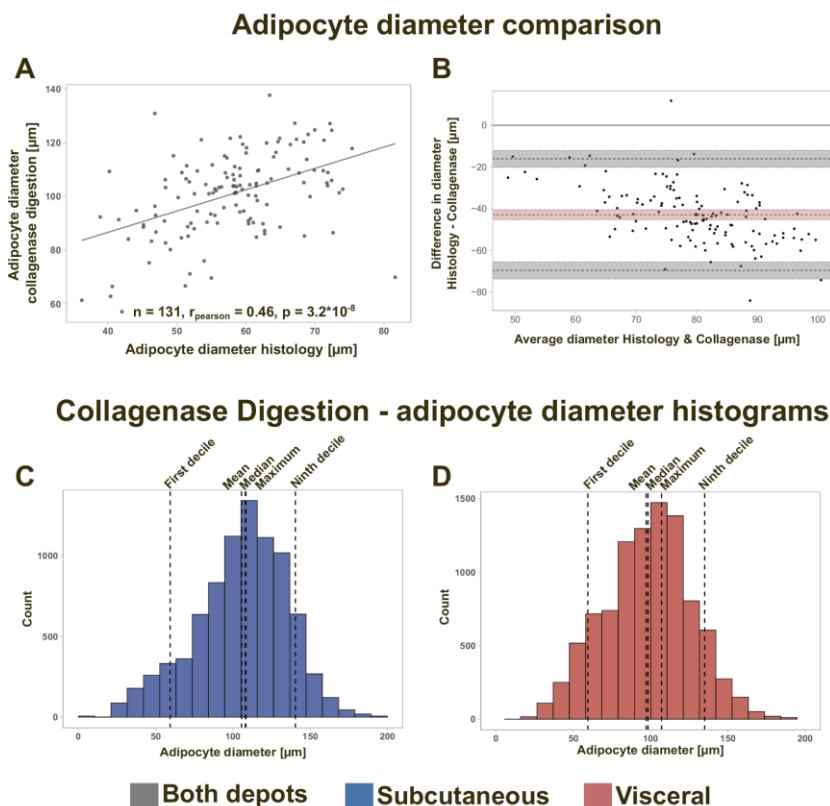 Adipocyte diameter comparison
A
Adipocyte diameter
collagenase digestion [µm]
140
120
100
80
60
n = 131, rpearson = 0.46, p = 3.2*10-8
40
50
60
70
80
Adipocyte diameter histology [µm]
B
Difference in diameter
Histology - Collagenase [µm]
0
−20
−40
−60
−80
50
60
70
80
90
100
Average diameter Histology & Collagenase [µm]
Collagenase Digestion - adipocyte diameter histograms
C
First decile
Mean
Median
Maximum
Ninth decile
Count
1000
500
0
0
50
100
150
200
Adipocyte diameter [µm]
D
First decile
Mean
Median
Maximum
Ninth decile
Count
1500
1000
500
0
0
50
100
150
200
Adipocyte diameter [µm]
Both depots
Subcutaneous
Visceral